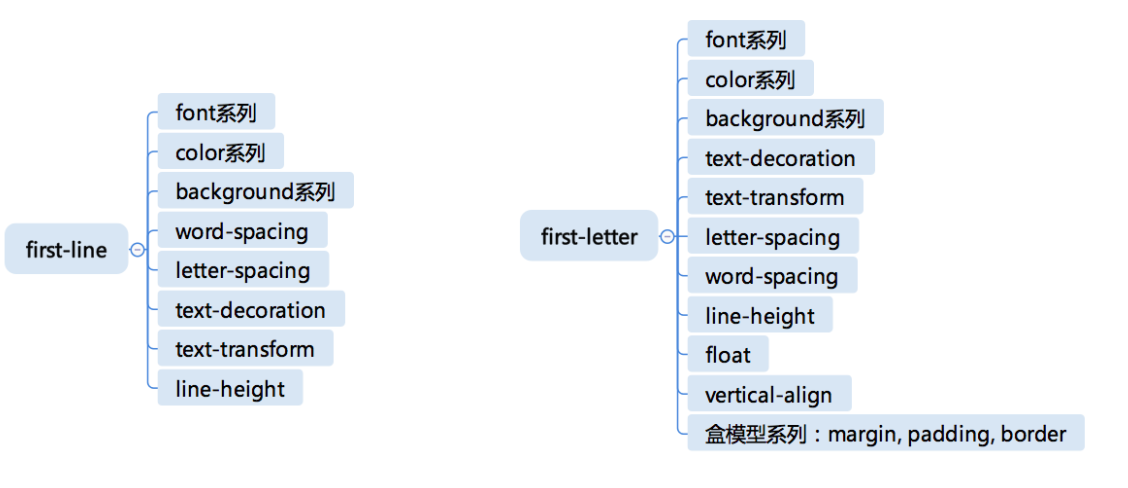 first-line
font系列
color系列
background系列
word-spacing
letter-spacing
text-decoration
text-transform
line-height
first-letter
font系列
color系列
background系列
text-decoration
text-transform
letter-spacing
word-spacing
line-height
float
vertical-align
盒模型系列：margin, padding, border